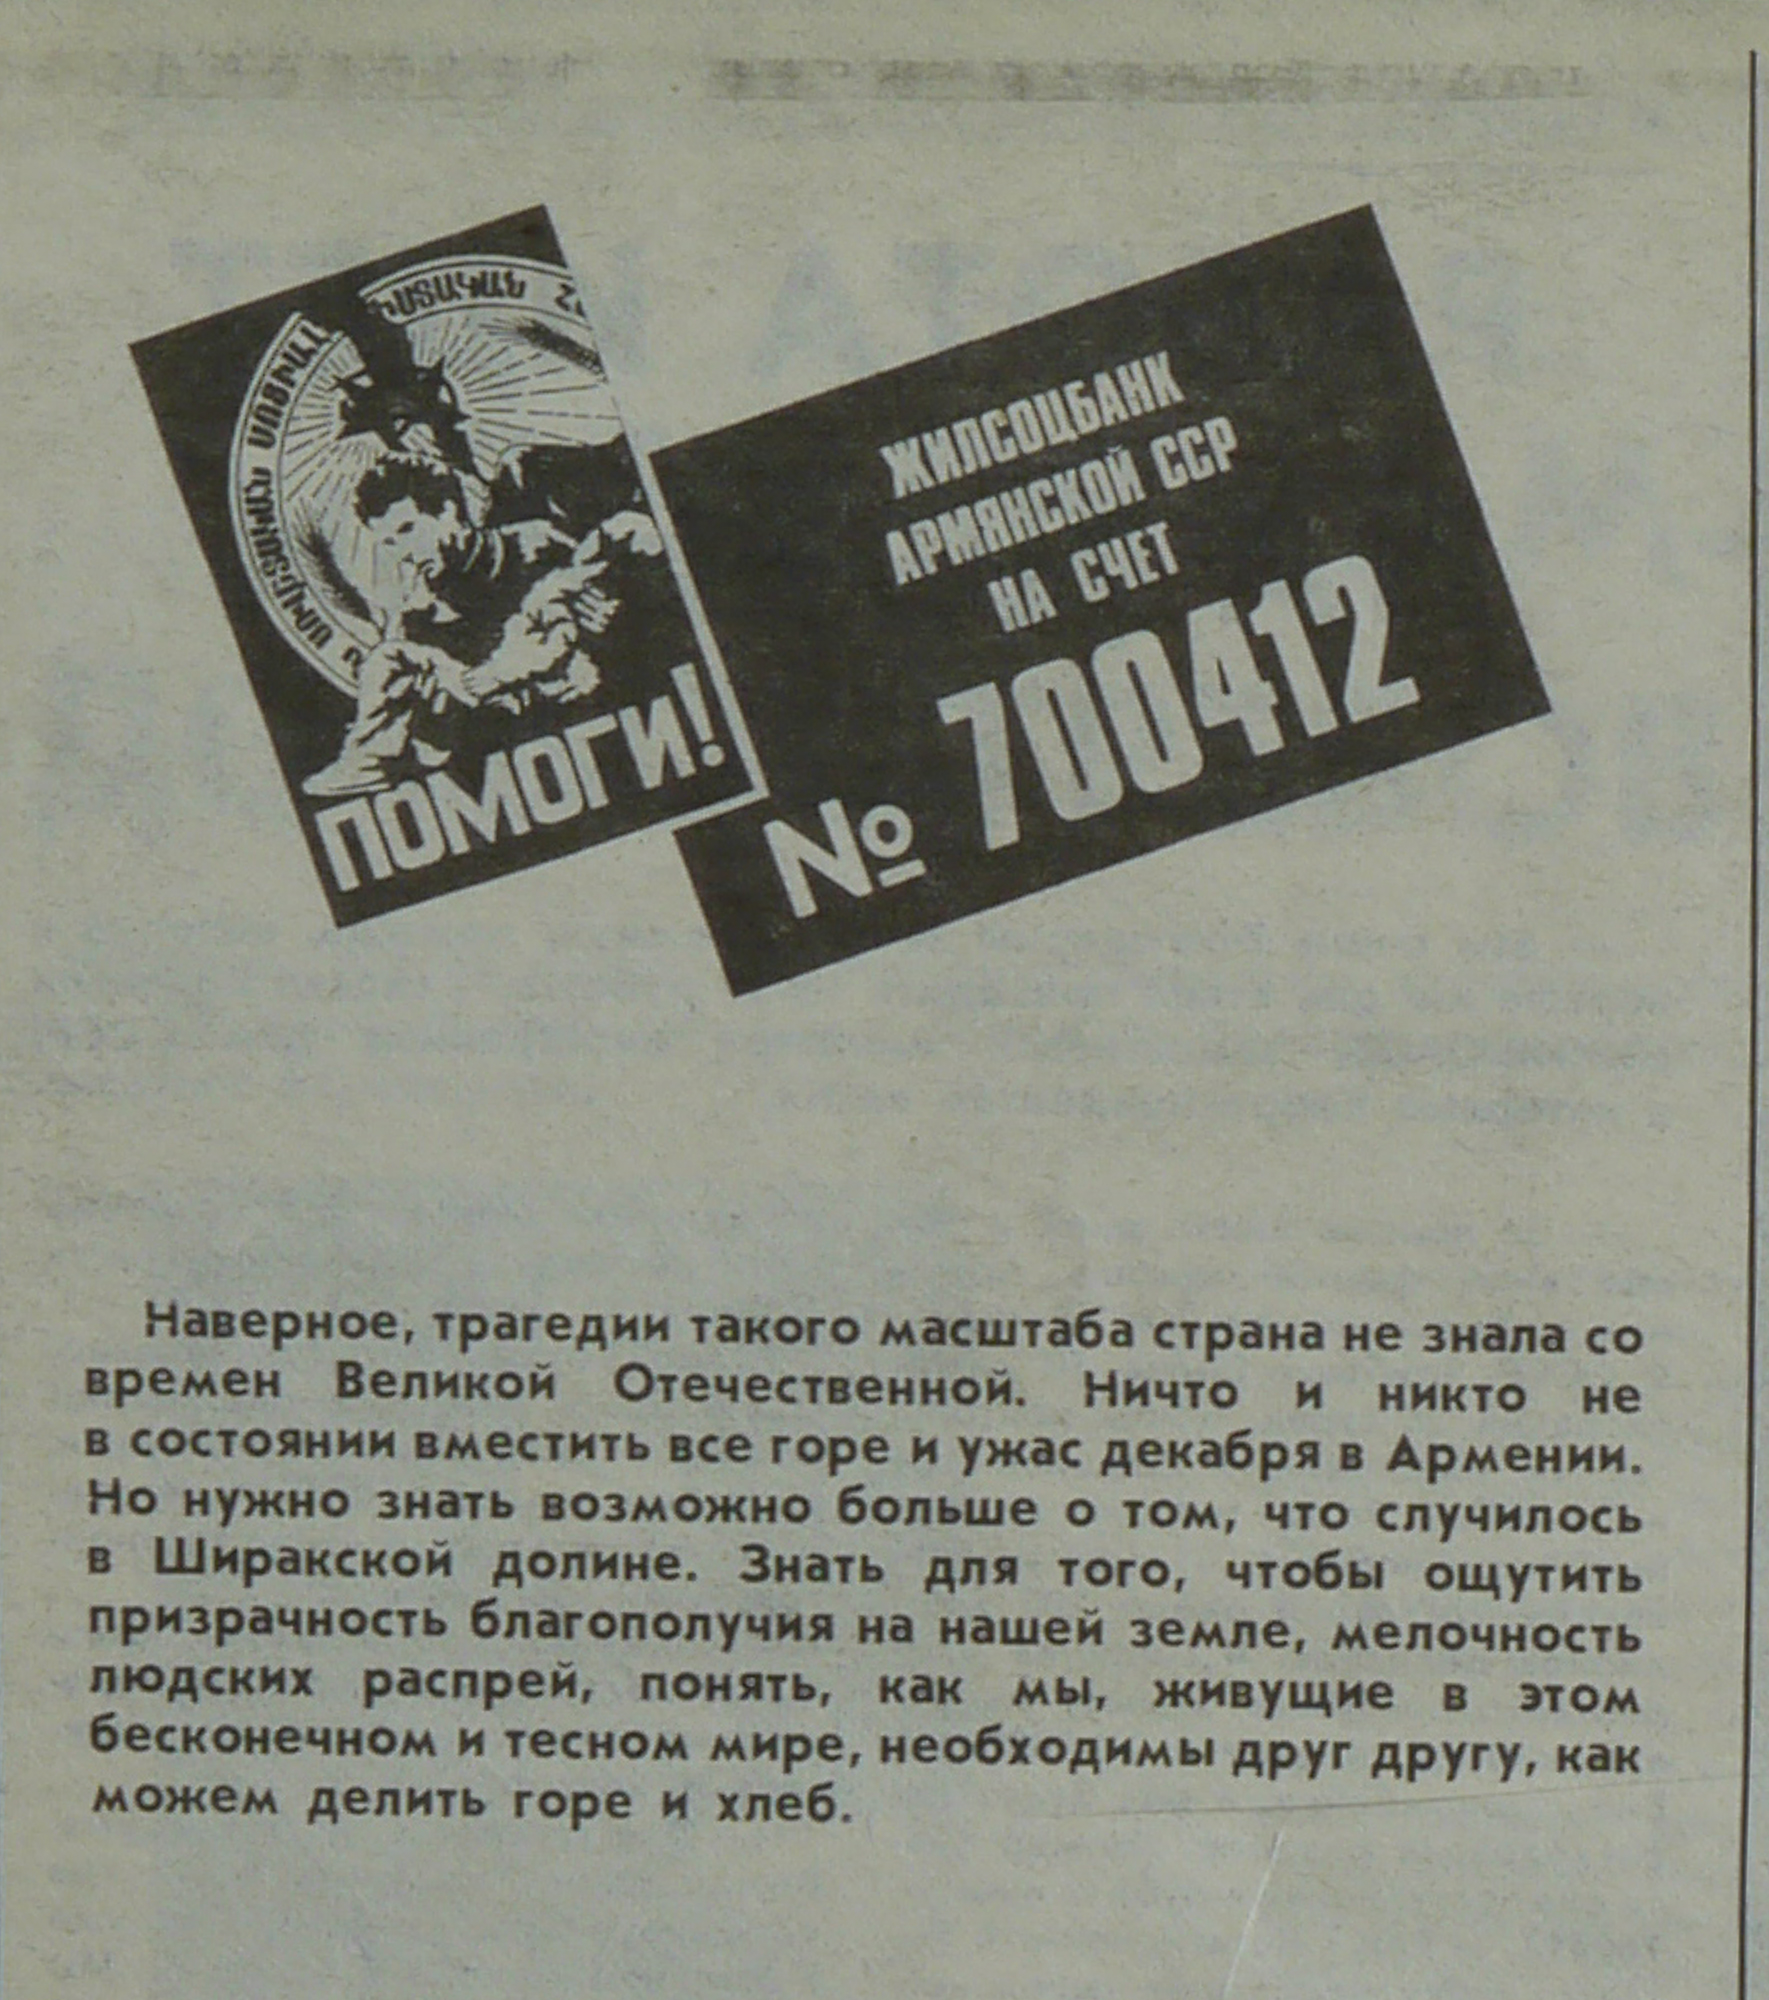 ՍՈՑԻԱԼԻՍՏԱԿԱՆ
ПОМОГИ!
ЖИЛСОЦБАНК
АРМЯНСКОЙ ССР
НА СЧЕТ
№ 700412
Наверное, трагедии такого масштаба страна не знала со
времен Великой Отечественной. Ничто и никто не
в состоянии вместить все горе и ужас декабря в Армении.
Но нужно знать возможно больше о том, что случилось
в Ширакской долине. Знать для того, чтобы ощутить
призрачность благополучия на нашей земле, мелочность
людских распрей, понять, как мы, живущие в этом
бесконечном и тесном мире, необходимы друг другу, как
можем делить горе и хлеб.